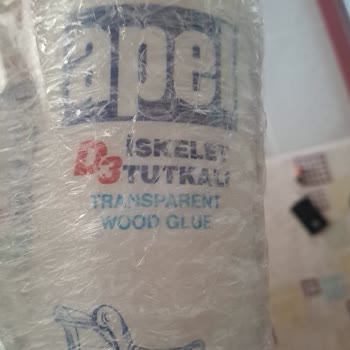 apel
D3 İSKELET
TUTKALI
TRANSPARENT
WOOD GLUE